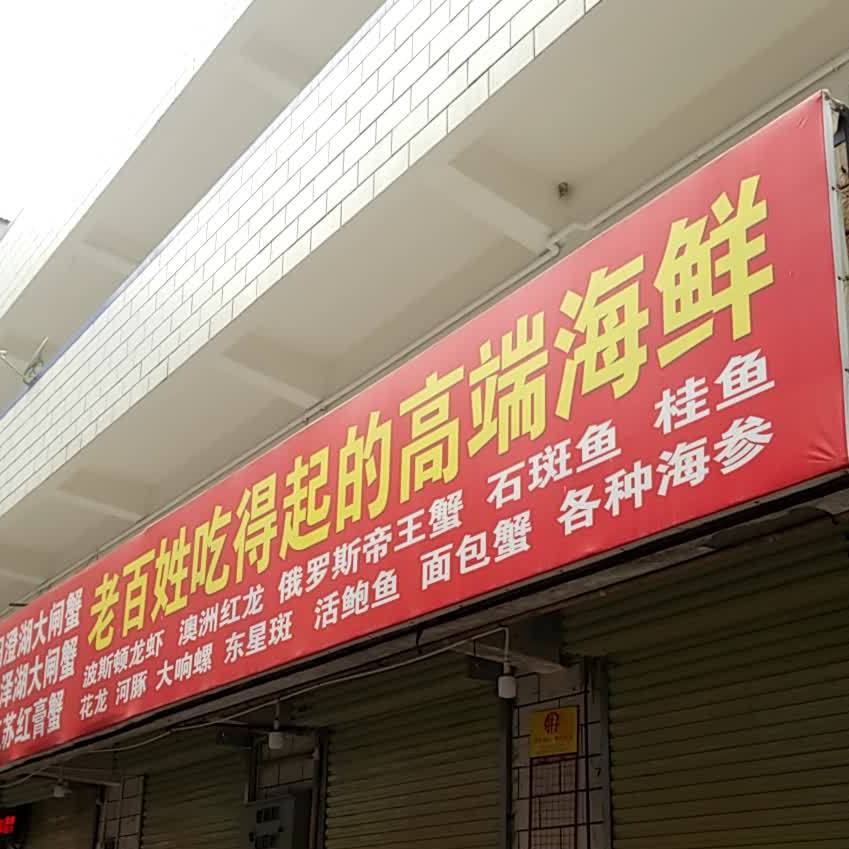 澄湖大闸蟹
泽湖大闸蟹
苏红膏蟹
老百姓吃得起的高端海鲜
波斯顿龙虾 澳洲红龙 俄罗斯帝王蟹 石斑鱼 桂鱼
花龙 河豚 大响螺 东星斑 活鲍鱼 面包蟹 各种海参
7